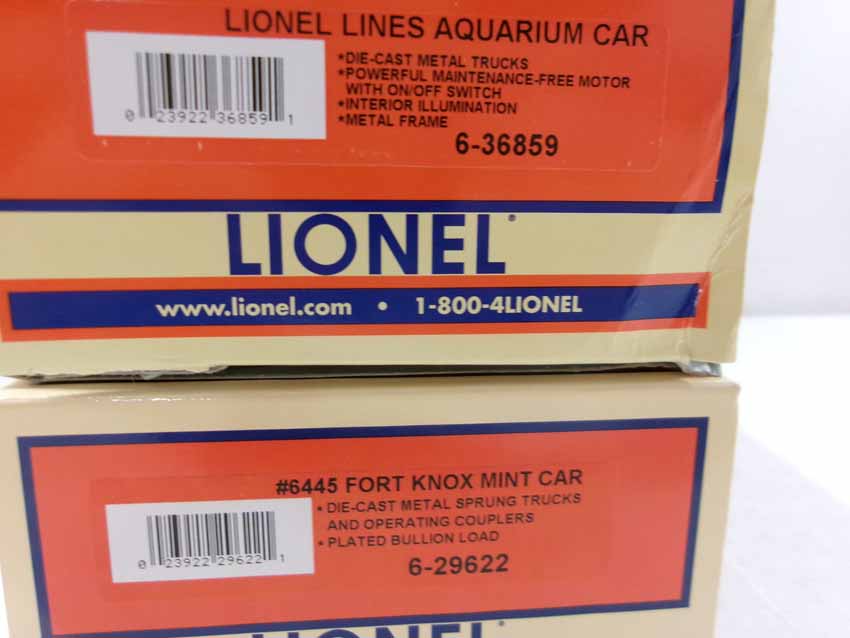 LIONEL LINES AQUARIUM CAR
*DIE-CAST METAL TRUCKS
*POWERFUL MAINTENANCE-FREE MOTOR
WITH ON/OFF SWITCH
*INTERIOR ILLUMINATION
*METAL FRAME
6-36859
0 23922 36859 1
LIONEL®
www.lionel.com • 1-800-4LIONEL
#6445 FORT KNOX MINT CAR
* DIE-CAST METAL SPRUNG TRUCKS
AND OPERATING COUPLERS
* PLATED BULLION LOAD
6-29622
0 23922 29622 1
LIONEL